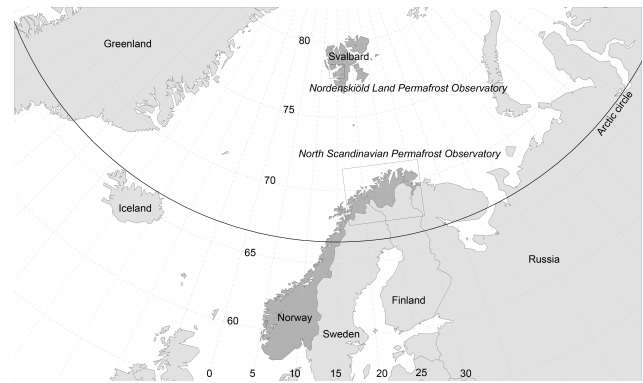 Greenland
80
Svalbard
Nordenskiöld Land Permafrost Observatory
75
Arctic circle
North Scandinavian Permafrost Observatory
70
Iceland
65
Russia
Finland
60
Norway
Sweden
0 5 10 15 20 25 30